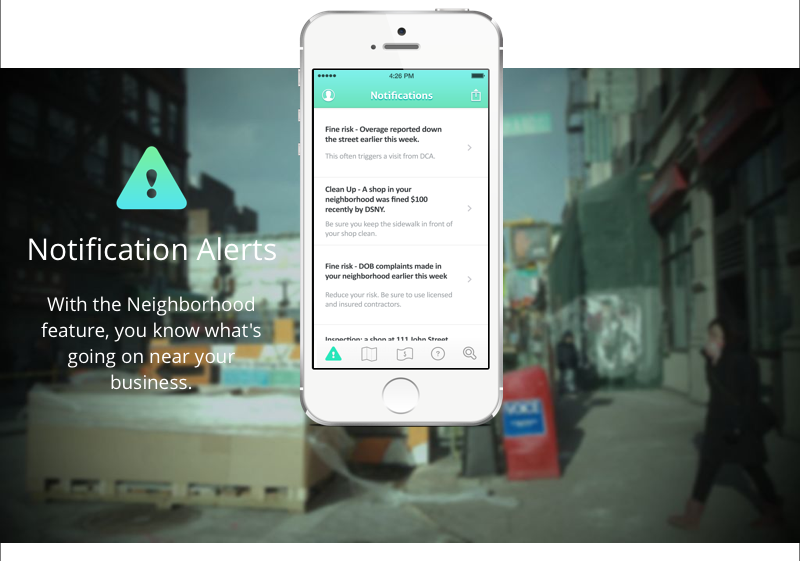 Notification Alerts
With the Neighborhood
feature, you know what's
going on near your
business.
4:26 PM
Notifications
Fine risk - Overage reported down
the street earlier this week.
This often triggers a visit from DCA.
Clean Up - A shop in your
neighborhood was fined $100
recently by DSNY.
Be sure you keep the sidewalk in front of
your shop clean.
Fine risk - DOB complaints made in
your neighborhood earlier this week
Reduce your risk. Be sure to use licensed
and insured contractors.
Inspection: a shop at 111 John Street
$
?
VOICE